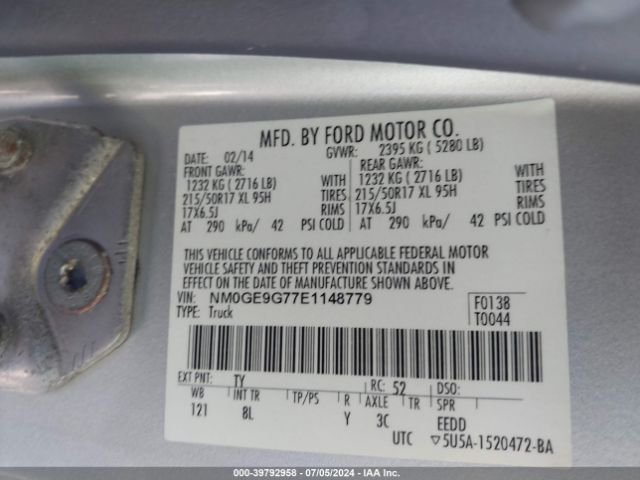 MFD. BY FORD MOTOR CO.
DATE: 02/14 GVWR: 2395 KG ( 5280 LB)
FRONT GAWR: REAR GAWR:
1232 KG ( 2716 LB) WITH 1232 KG ( 2716 LB) WITH
215/50R17 XL 95H TIRES 215/50R17 XL 95H TIRES
17X6.5J RIMS 17X6.5J RIMS
AT 290 kPa/ 42 PSI COLD AT 290 kPa/ 42 PSI COLD
THIS VEHICLE CONFORMS TO ALL APPLICABLE FEDERAL MOTOR
VEHICLE SAFETY AND THEFT PREVENTION STANDARDS IN
EFFECT ON THE DATE OF MANUFACTURE SHOWN ABOVE.
VIN: NM0GE9G77E1148779 F0138
TYPE: Truck T0044
EXT PNT: TY RC: 52 DSO:
WB INT TR TP/PS R AXLE TR SPR
121 8L Y 3C EEDD
UTC ▽5U5A-1520472-BA
000-39792958 - 07/05/2024 - IAAI.com